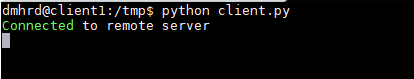 dmhrd@client1:/tmp$ python client.py
Connected to remote server